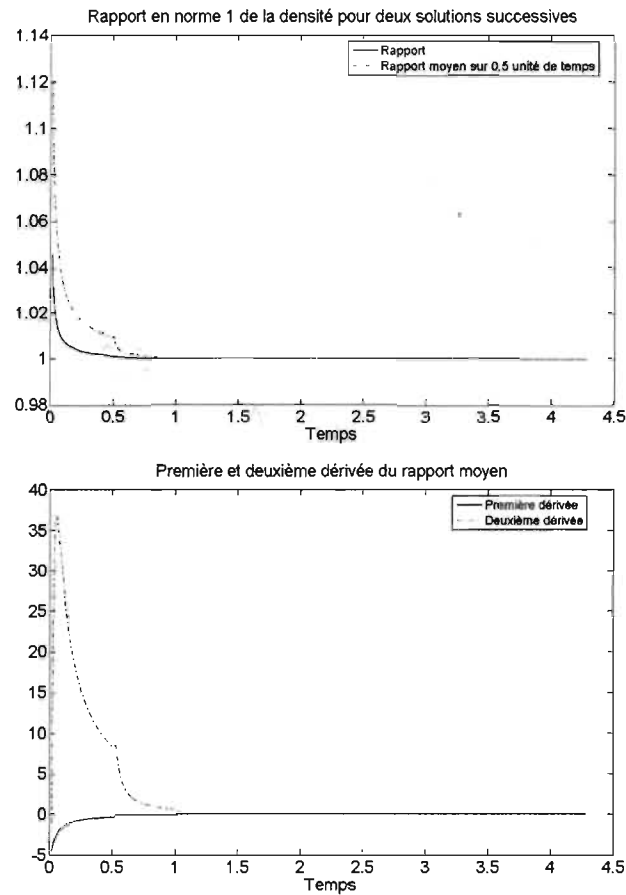 Rapport en norme 1 de la densité pour deux solutions successives
1.14
1.12
1.1
1.08
1.06
1.04
1.02
1
0.98
Rapport
Rapport moyen sur 0.5 unité de temps
0 0.5 1 1.5 2 2.5 3 3.5 4 4.5
Temps
Première et deuxième dérivée du rapport moyen
40
35
30
25
20
15
10
5
0
-5
Première dérivée
Deuxième dérivée
0 0.5 1 1.5 2 2.5 3 3.5 4 4.5
Temps